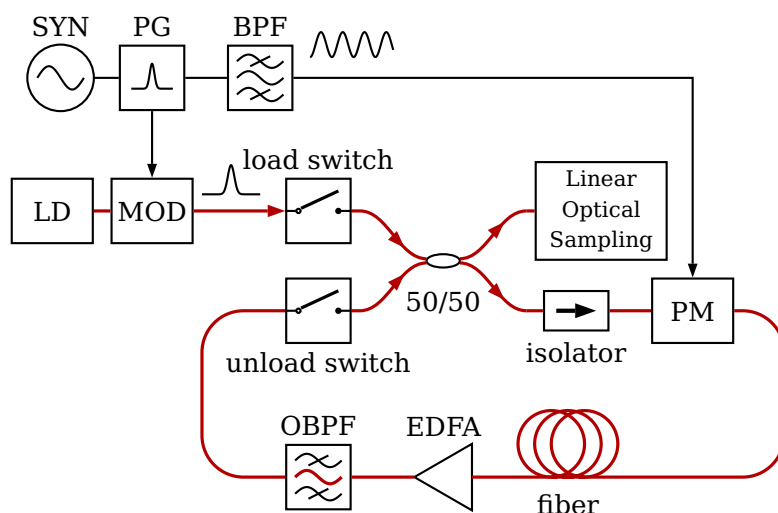 SYN PG BPF
load switch
LD MOD
Linear
Optical
Sampling
50/50
PM
isolator
unload switch
OBPF EDFA
fiber